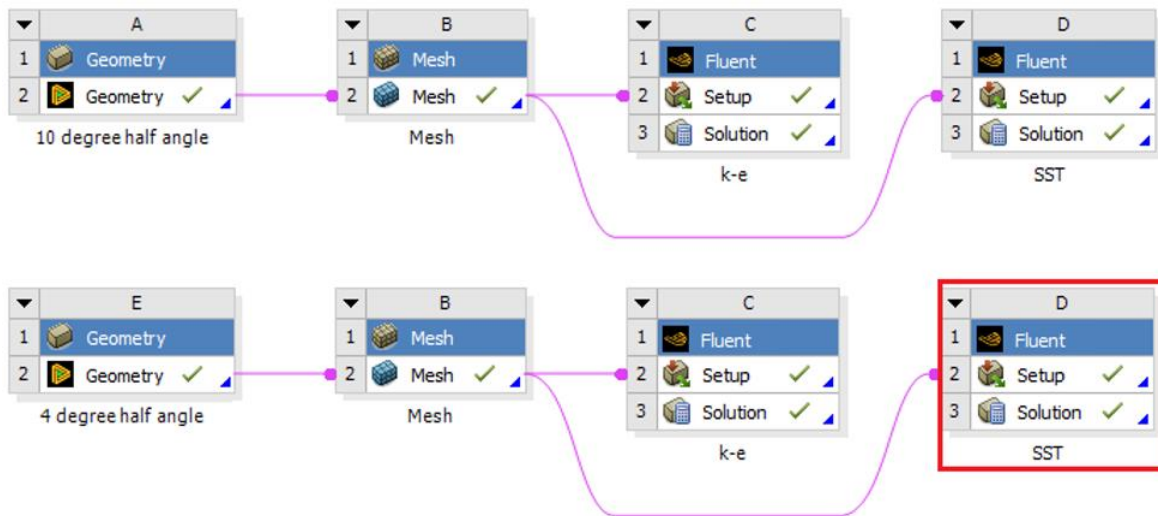 A
1 Geometry
2 Geometry
10 degree half angle
B
1 Mesh
2 Mesh
Mesh
C
1 Fluent
2 Setup
3 Solution
k-e
D
1 Fluent
2 Setup
3 Solution
SST
E
1 Geometry
2 Geometry
4 degree half angle
B
1 Mesh
2 Mesh
Mesh
C
1 Fluent
2 Setup
3 Solution
k-e
D
1 Fluent
2 Setup
3 Solution
SST